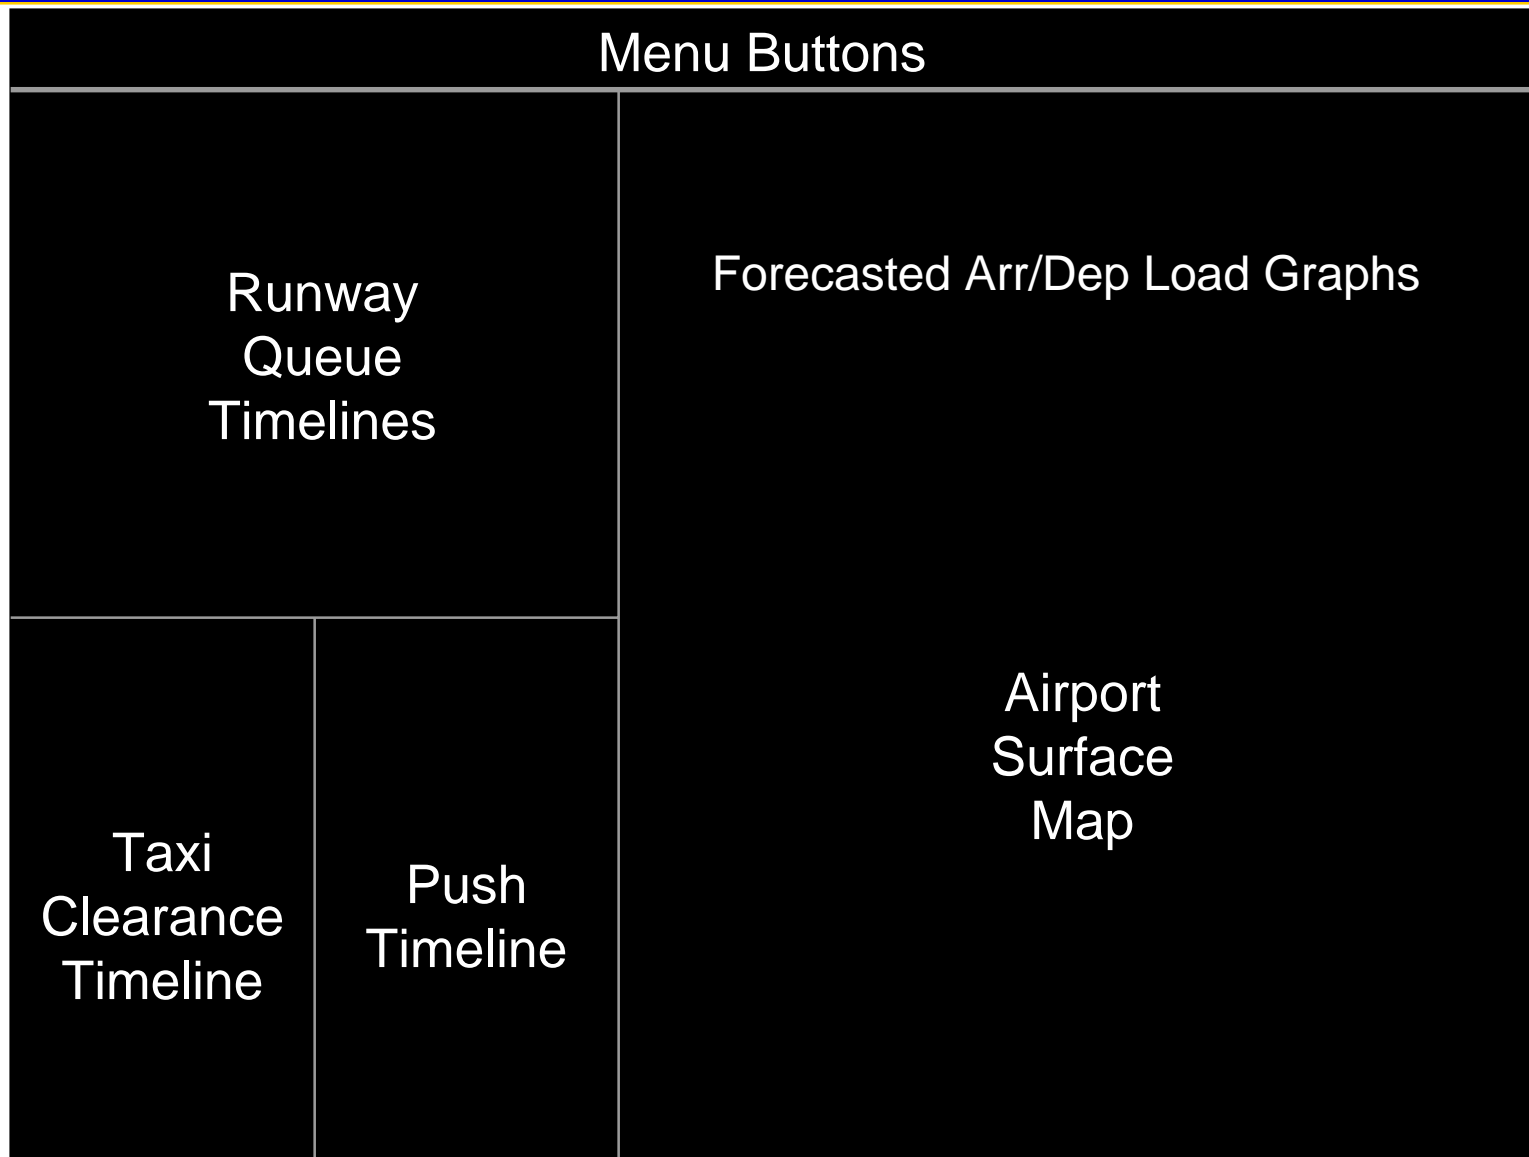 Menu Buttons
Runway
Queue
Timelines
Forecasted Arr/Dep Load Graphs
Airport
Surface
Map
Taxi
Clearance
Timeline
Push
Timeline